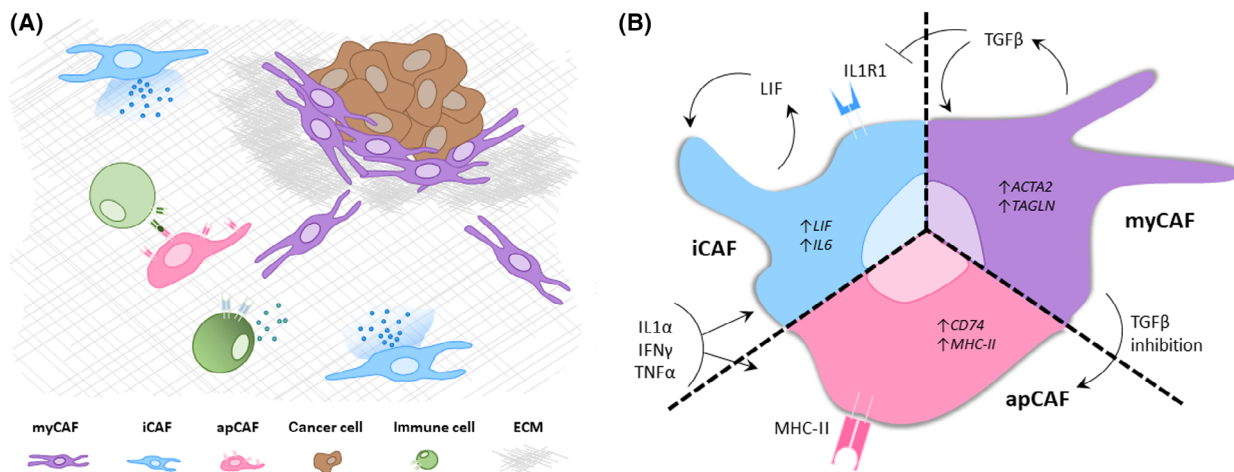 (A)
myCAF
iCAF
apCAF
Cancer cell
Immune cell
ECM
(B)
TGFβ
IL1R1
LIF
↑ACTA2
↑TAGLN
myCAF
↑LIF
↑IL6
iCAF
IL1α
IFNγ
TNFα
↑CD74
↑MHC-II
TGFβ
inhibition
apCAF
MHC-II